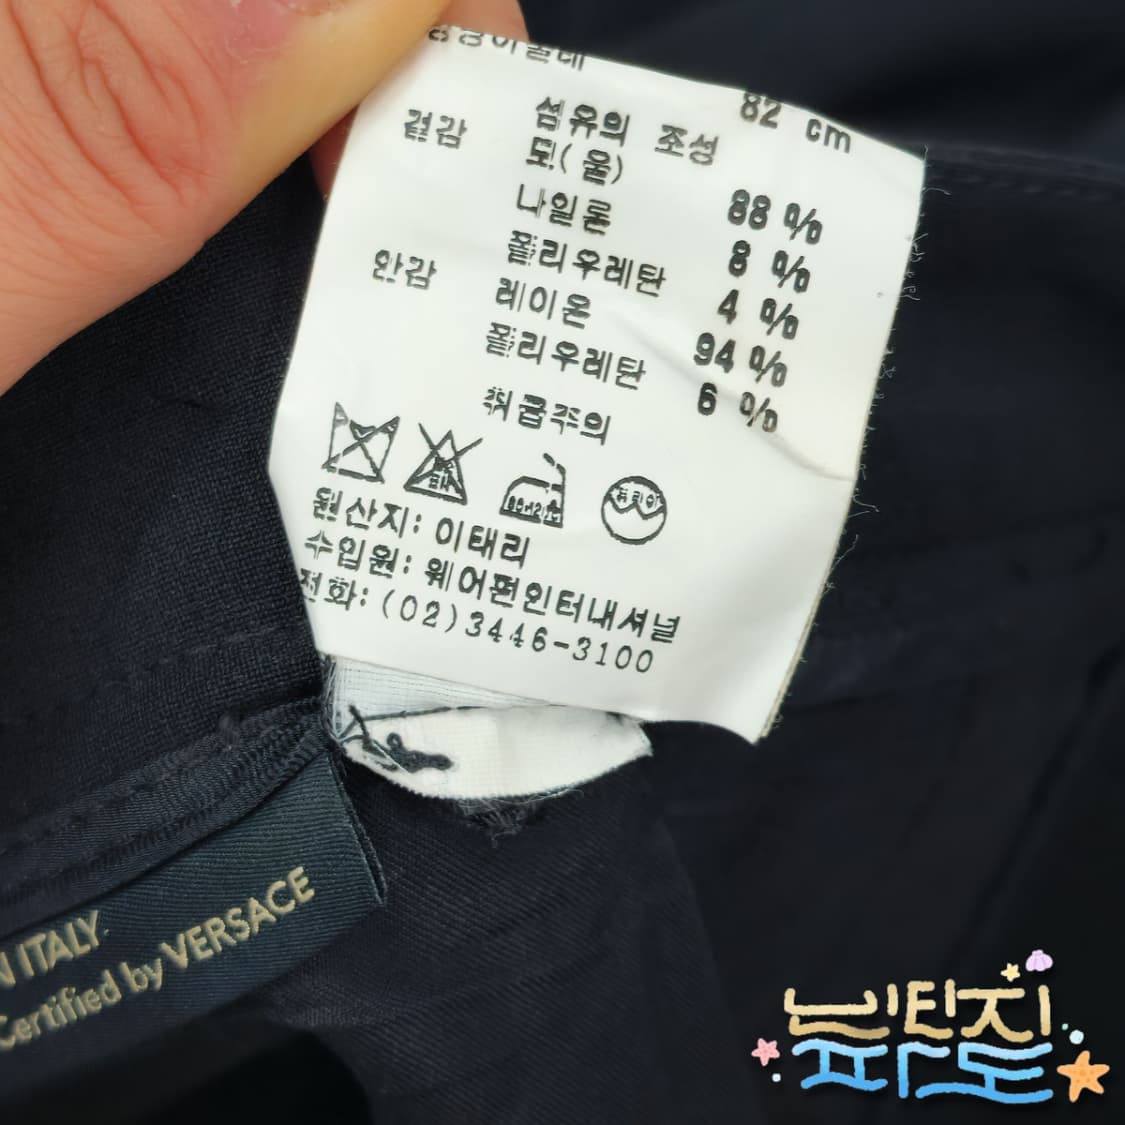 82 cm
겉감 섬유의 조성
모(울) 88 %
나일론 8 %
폴리우레탄 4 %
안감 레이온 94 %
폴리우레탄 6 %
취급주의
원산지: 이태리
수입원: 웨어펀인터내셔널
전화: (02)3446-3100
ITALY.
Certified by VERSACE
빈티지
파도